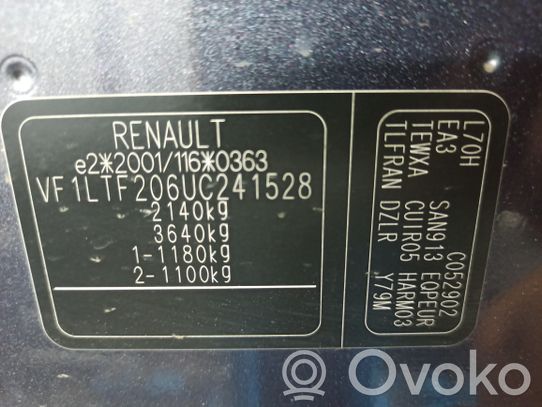 RENAULT
e2*2001/116*0363
VF1LTF206UC241528
2140kg
3640kg
1-1180kg
2-1100kg
L70H C052902
EA3 SAN913 EQPEUR
TEWXA CUIR05 HARM03
TLFRAN DZLR Y79M
OVOKO